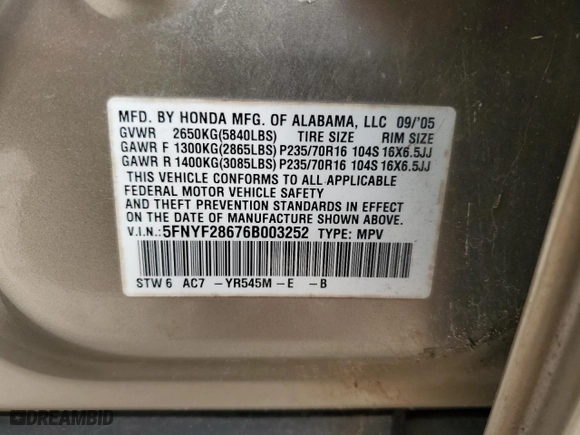 MFD. BY HONDA MFG. OF ALABAMA, LLC 09/'05
GVWR 2650KG(5840LBS) TIRE SIZE RIM SIZE
GAWR F 1300KG(2865LBS) P235/70R16 104S 16X6.5JJ
GAWR R 1400KG(3085LBS) P235/70R16 104S 16X6.5JJ
THIS VEHICLE CONFORMS TO ALL APPLICABLE
FEDERAL MOTOR VEHICLE SAFETY
AND THEFT PREVENTION STANDARDS IN EFFECT
ON THE DATE OF MANUFACTURE SHOWN ABOVE.
V.I.N.: 5FNYF28676B003252 TYPE: MPV
STW 6 AC7 -YR545M-E -B
DREAMBID